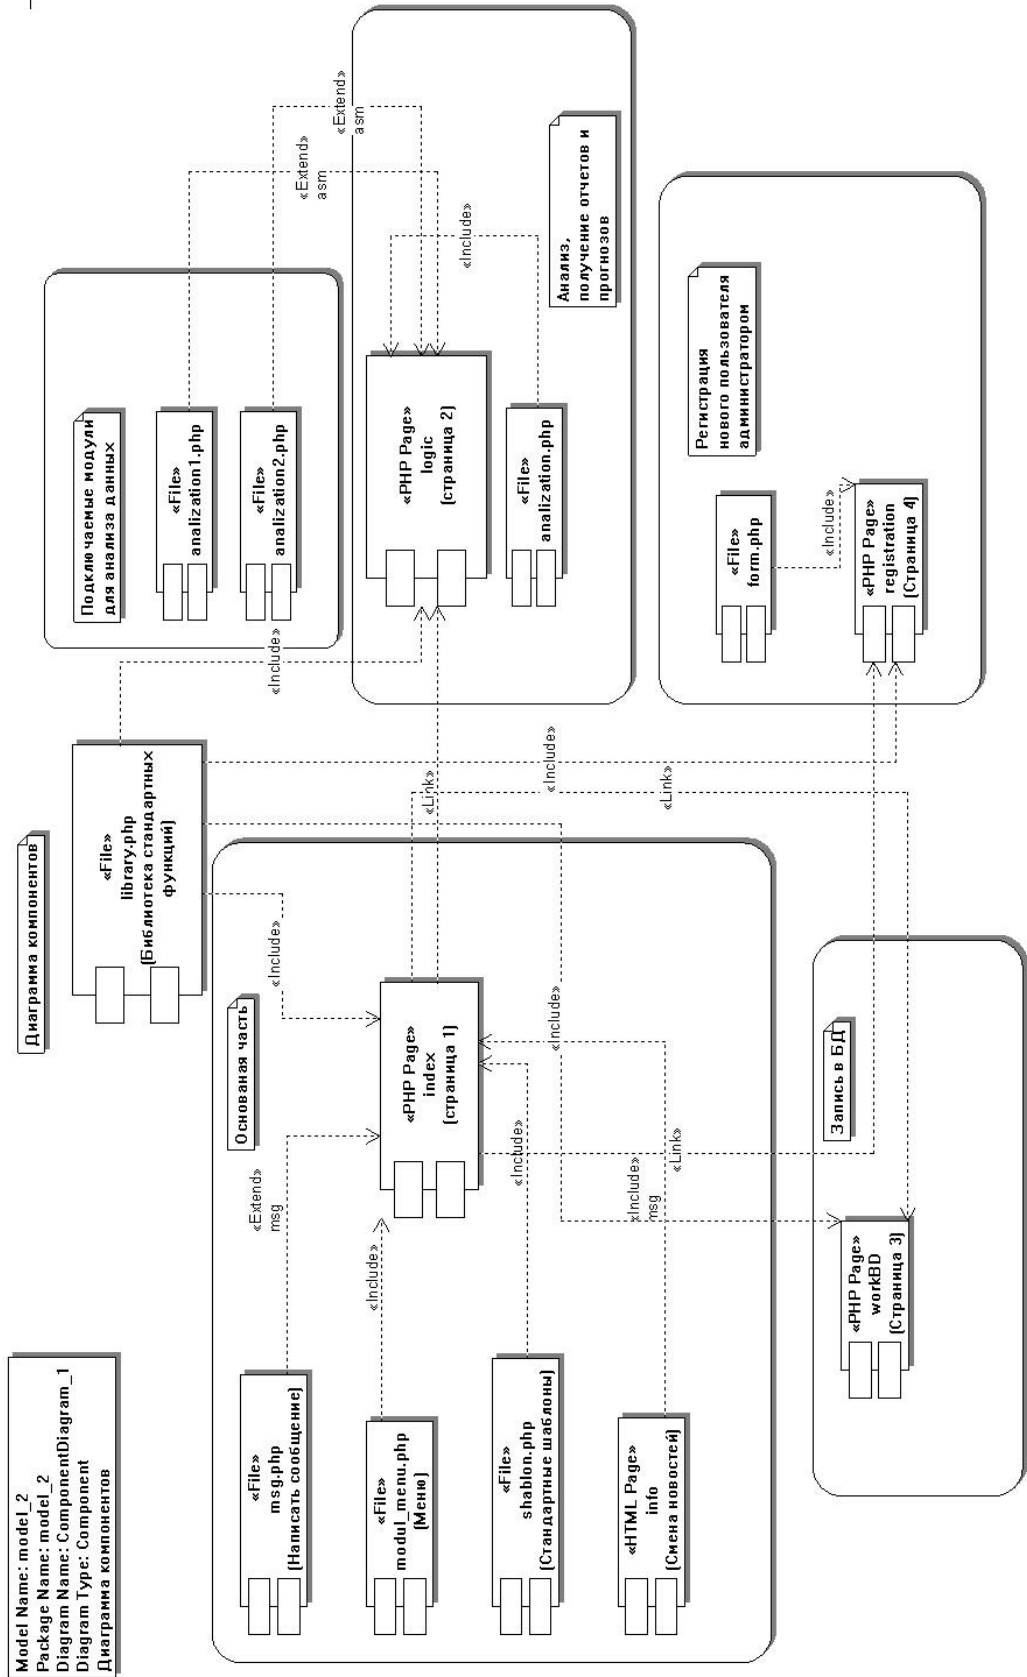 Model Name: model_2
Package Name: model_2
Diagram Name: ComponentDiagram_1
Diagram Type: Component
Диаграмма компонентов
Диаграмма компонентов
«File»
library.php
(Библиотека стандартных
функций)
Подключаемые модули
для анализа данных
«File»
analization1.php
«File»
analization2.php
«Extend»
asm
«Extend»
asm
«Include»
«PHP Page»
logic
(страница 2)
«Include»
«File»
analization.php
Анализ,
получение отчетов и
прогнозов
Основаная часть
«File»
msg.php
(Написать сообщение)
«Extend»
msg
«Include»
«File»
modul_menu.php
(Меню)
«Include»
«PHP Page»
index
(страница 1)
«Link»
«File»
shablon.php
(Стандартные шаблоны)
«Include»
«Include»
«Include»
«HTML Page»
info
(Смена новостей)
«Include»
msg
«Link»
«Link»
Регистрация
нового пользователя
администратором
«File»
form.php
«Include»
«PHP Page»
registration
(Страница 4)
Запись в БД
«PHP Page»
workBD
(Страница 3)